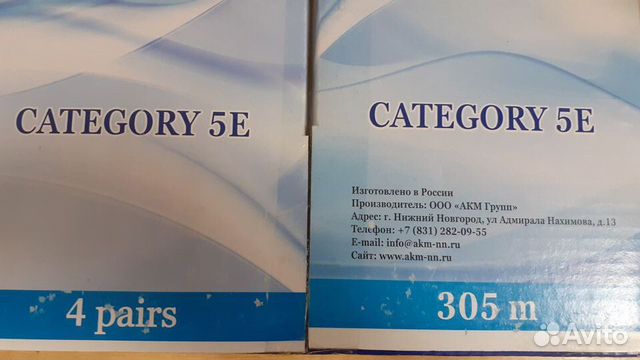 CATEGORY 5E
4 pairs
CATEGORY 5E
Изготовлено в России
Производитель: ООО «АКМ Групп»
Адрес: г. Нижний Новгород, ул Адмирала Нахимова, д.13
Телефон: +7 (831) 282-09-55
E-mail: info@akm-nn.ru
Сайт: www.akm-nn.ru
305 m
Avito